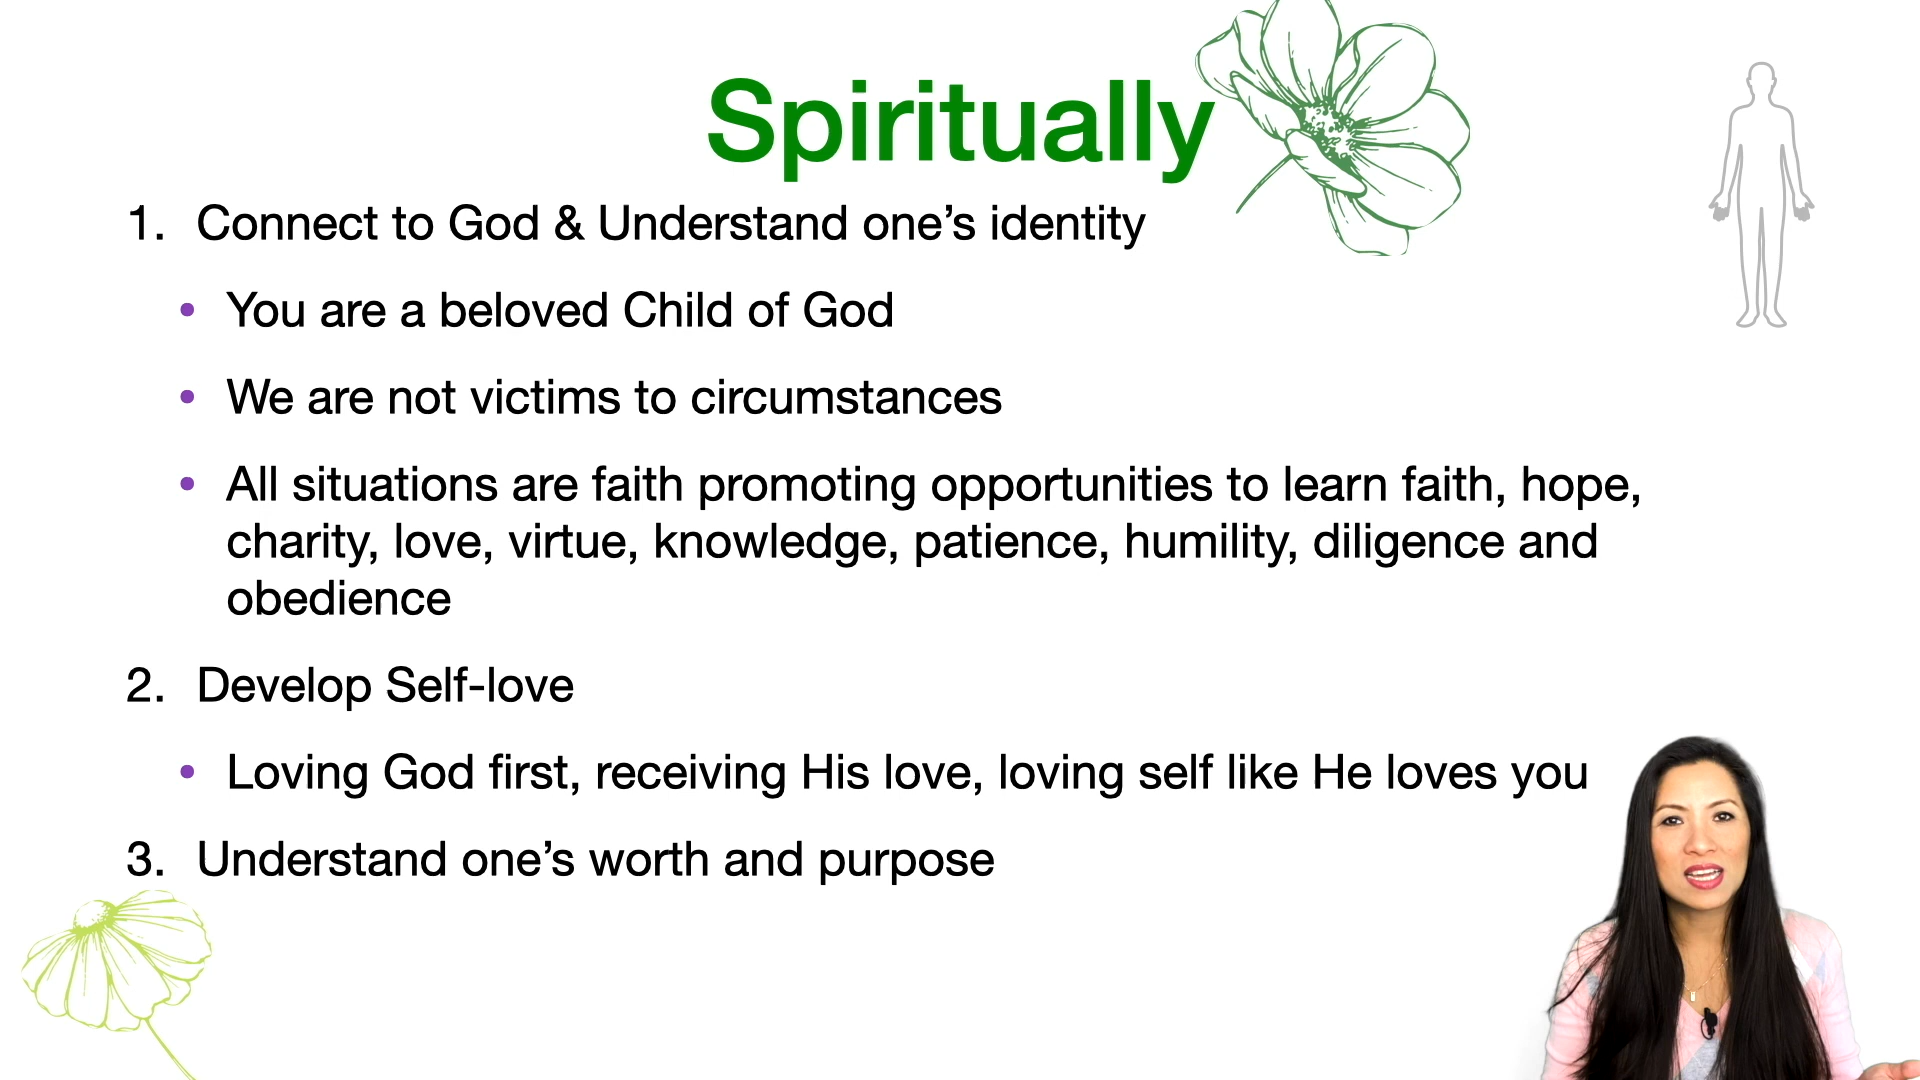 Spiritually
1. Connect to God & Understand one’s identity
• You are a beloved Child of God
• We are not victims to circumstances
• All situations are faith promoting opportunities to learn faith, hope,
charity, love, virtue, knowledge, patience, humility, diligence and
obedience
2. Develop Self-love
• Loving God first, receiving His love, loving self like He loves you
3. Understand one’s worth and purpose